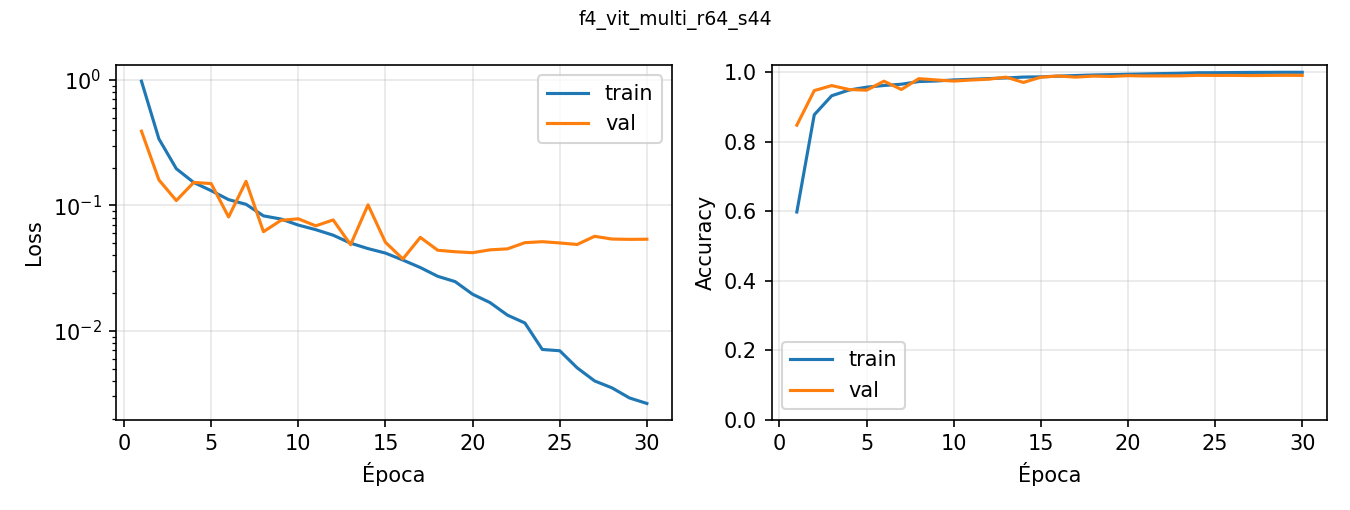 f4_vit_multi_r64_s44
10⁰
10⁻¹
10⁻²
Loss
0 5 10 15 20 25 30
Época
train
val
1.0
0.8
0.6
0.4
0.2
0.0
Accuracy
0 5 10 15 20 25 30
Época
train
val